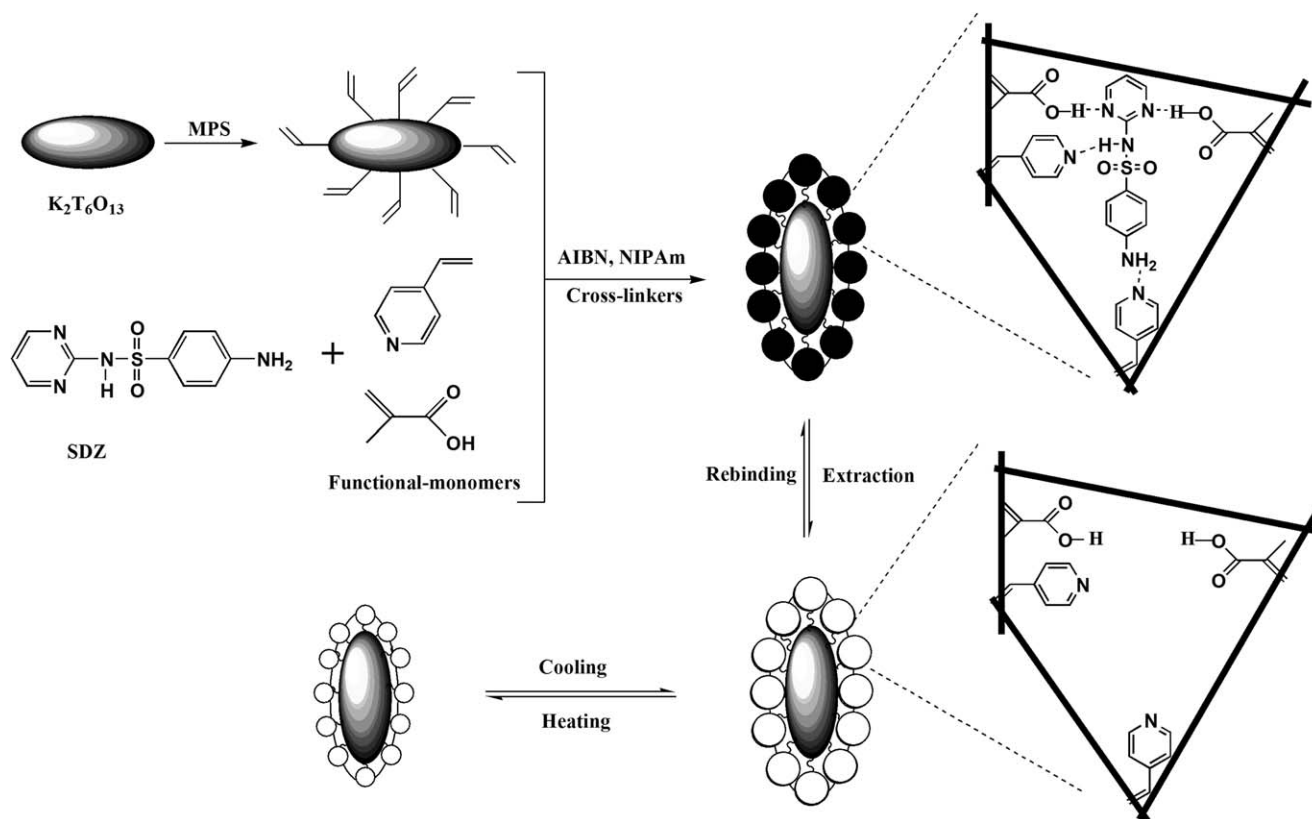 MPS
K₂T₆O₁₃
AIBN, NIPAm
Cross-linkers
N
N
N
H
O
S
O
NH₂
SDZ
+
N
O
OH
Functional-monomers
O
O-H
N
N
H-O
O
N
H-N
O=S=O
NH₂
N
Rebinding
Extraction
O
O-H
H-O
O
N
N
Cooling
Heating